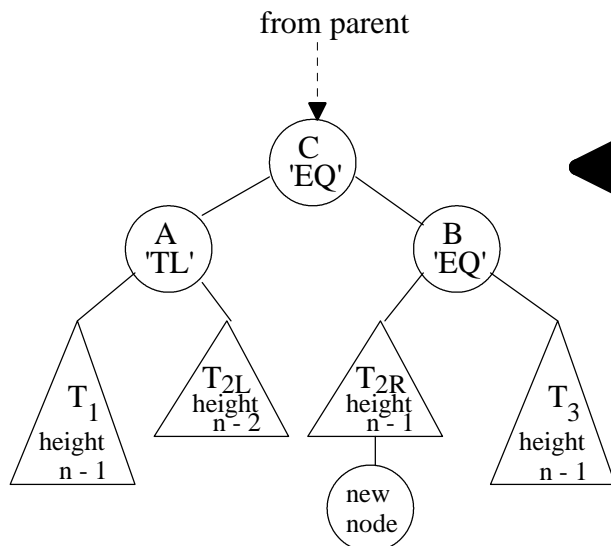 from parent
C
'EQ'
A
'TL'
B
'EQ'
T1
height
n - 1
T2L
height
n - 2
T2R
height
n - 1
T3
height
n - 1
new
node